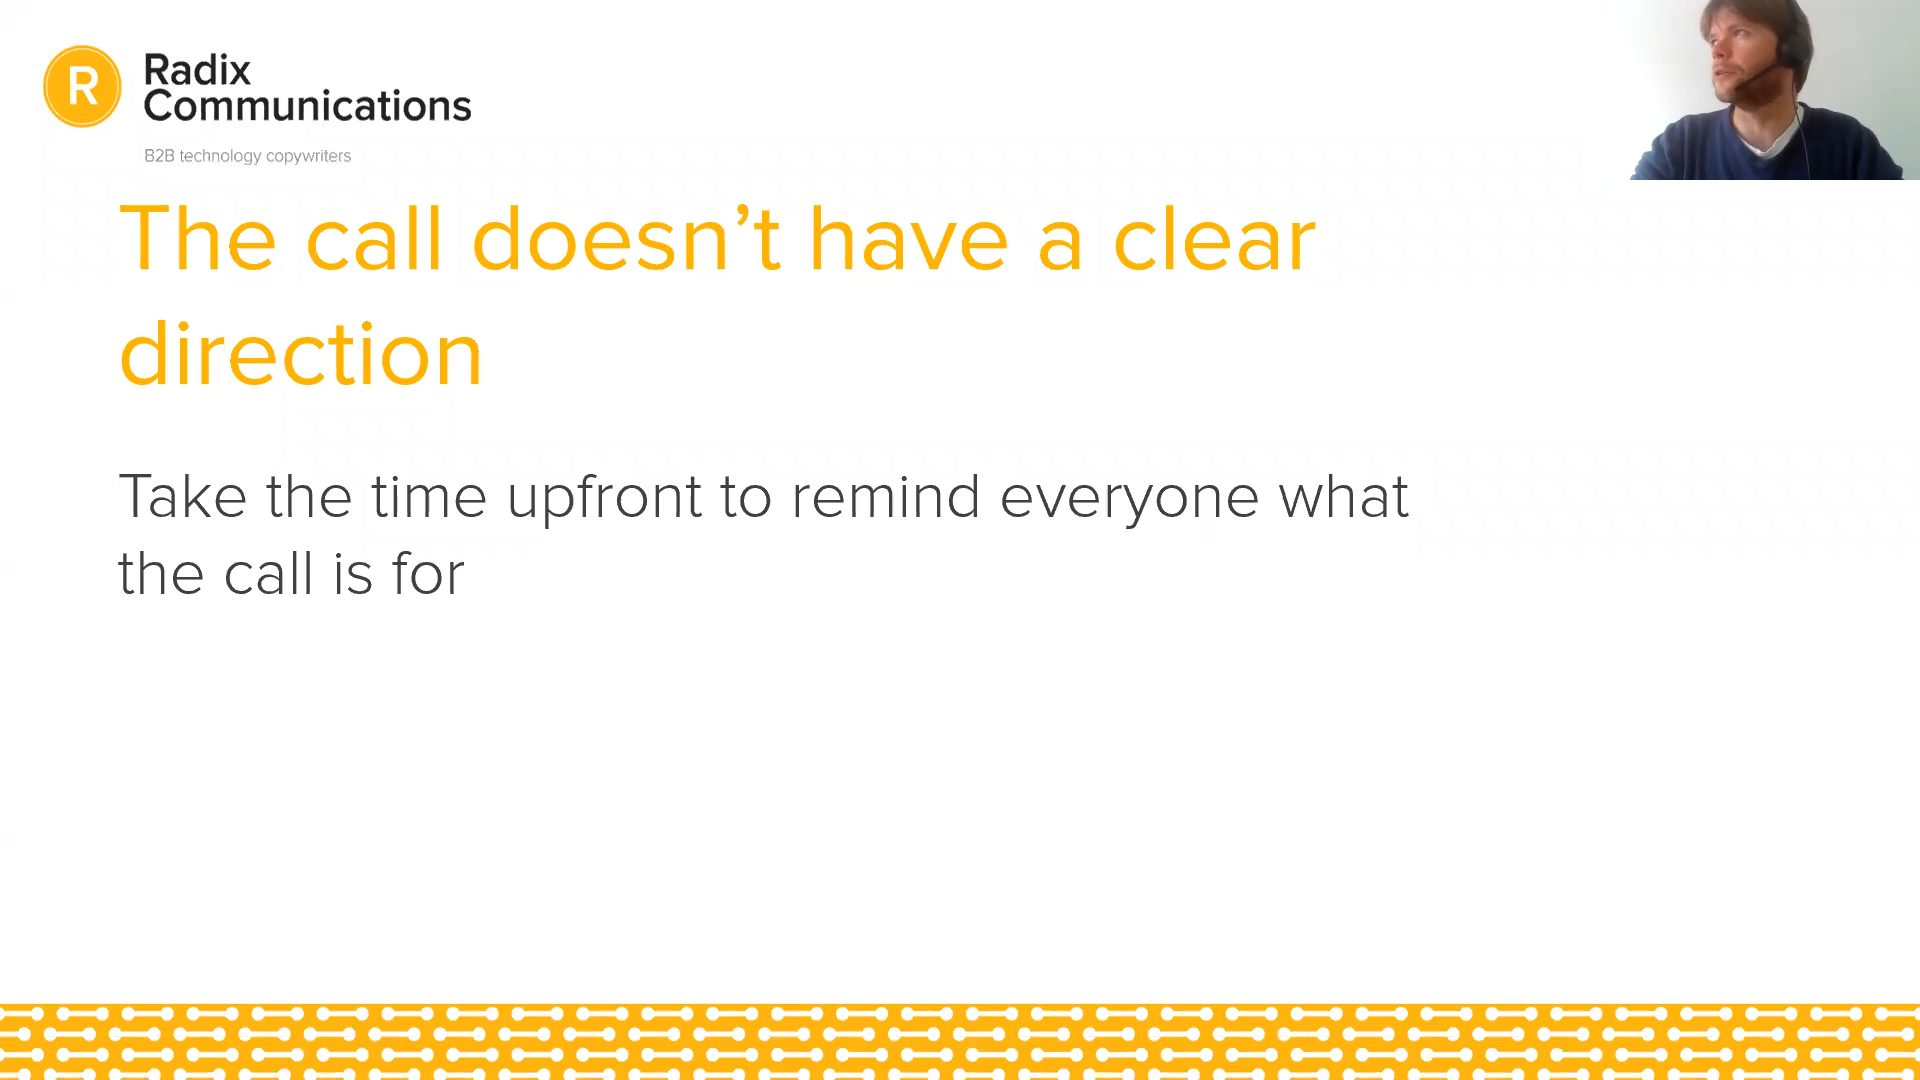 R
Radix
Communications
B2B technology copywriters
The call doesn’t have a clear
direction
Take the time upfront to remind everyone what
the call is for